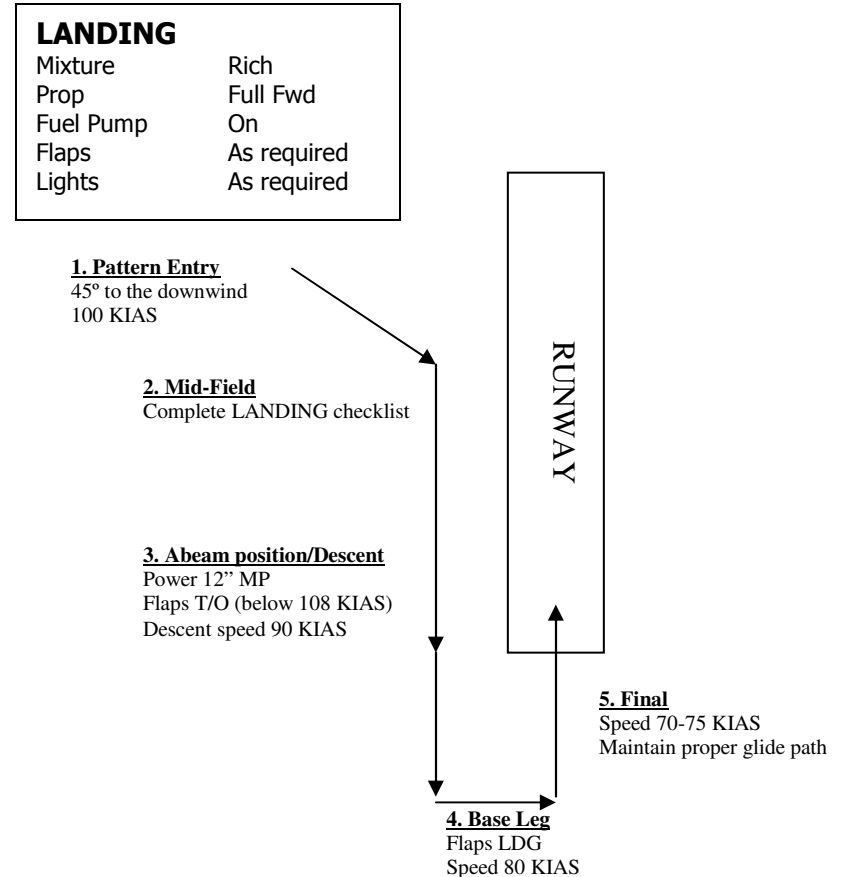 LANDING
Mixture Rich
Prop Full Fwd
Fuel Pump On
Flaps As required
Lights As required
1. Pattern Entry
45º to the downwind
100 KIAS
2. Mid-Field
Complete LANDING checklist
RUNWAY
3. Abeam position/Descent
Power 12” MP
Flaps T/O (below 108 KIAS)
Descent speed 90 KIAS
5. Final
Speed 70-75 KIAS
Maintain proper glide path
4. Base Leg
Flaps LDG
Speed 80 KIAS